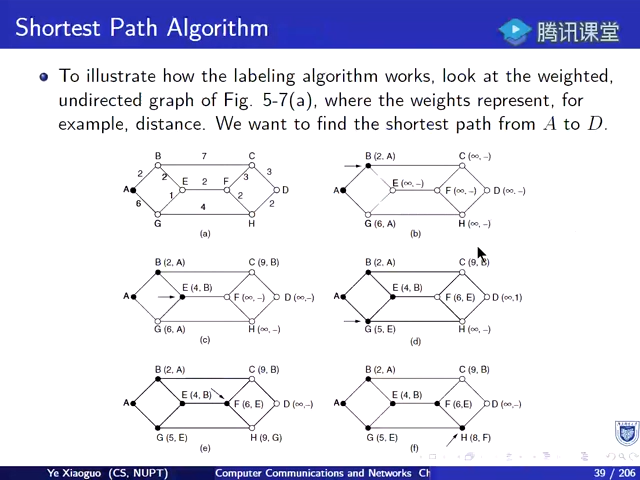 Shortest Path Algorithm
腾讯课堂
To illustrate how the labeling algorithm works, look at the weighted,
undirected graph of Fig. 5-7(a), where the weights represent, for
example, distance. We want to find the shortest path from A to D.
B 7 C
2 2 E 2 F 3 3
A D
6 1 2 2
G 4 H
(a)
B (2, A) C (∞, –)
E (∞, –)
A F (∞, –) D (∞, –)
G (6, A) H (∞, –)
(b)
B (2, A) C (9, B)
E (4, B)
A F (∞, –) D (∞, –)
G (6, A) H (∞, –)
(c)
B (2, A) C (9, B)
E (4, B)
A F (6, E) D (∞,1)
G (5, E) H (∞, –)
(d)
B (2, A) C (9, B)
E (4, B)
A F (6, E) D (∞,–)
G (5, E) H (9, G)
(e)
B (2, A) C (9, B)
E (4, B)
A F (6,E) D (∞,–)
G (5, E) H (8, F)
(f)
Ye Xiaoguo (CS, NUPT) Computer Communications and Networks Ch 39 / 206